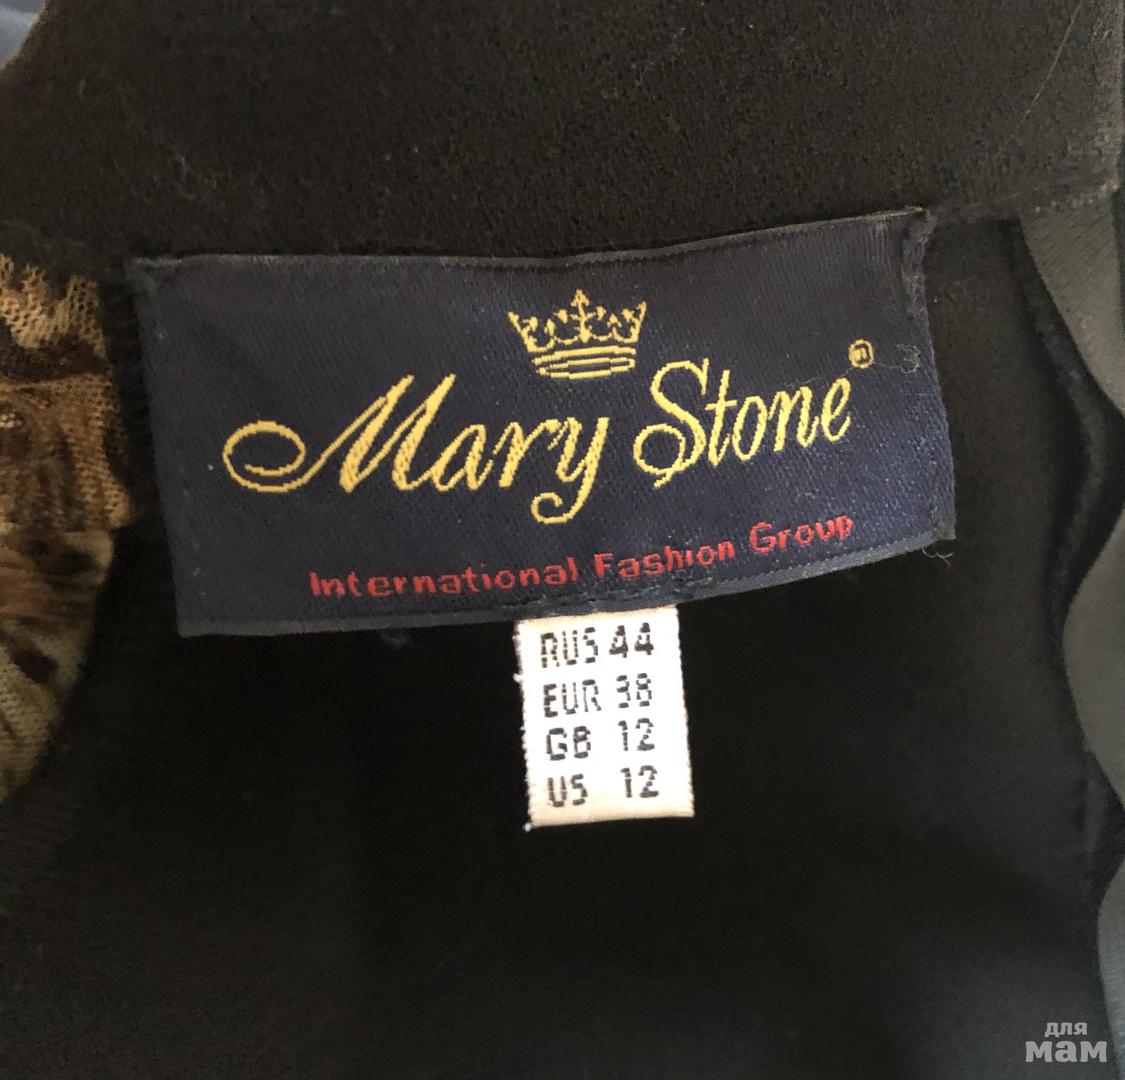 Mary Stone®
International Fashion Group
RUS 44
EUR 38
GB 12
US 12
для
мам